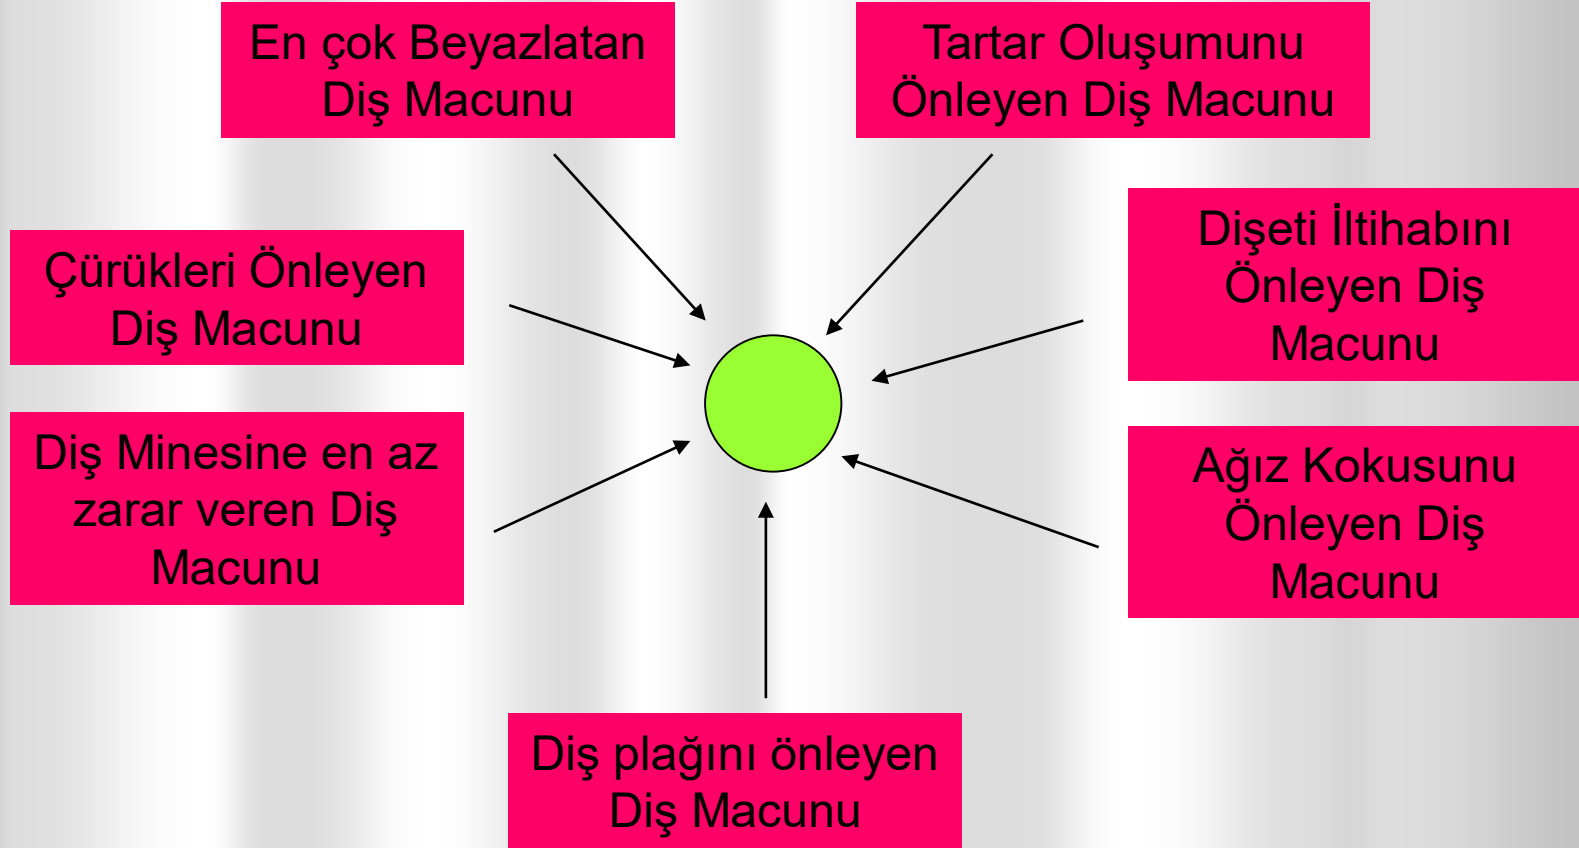 En çok Beyazlatan
Diş Macunu
Tartar Oluşumunu
Önleyen Diş Macunu
Çürükleri Önleyen
Diş Macunu
Dişeti İltihabını
Önleyen Diş
Macunu
Diş Minesine en az
zarar veren Diş
Macunu
Ağız Kokusunu
Önleyen Diş
Macunu
Diş plağını önleyen
Diş Macunu